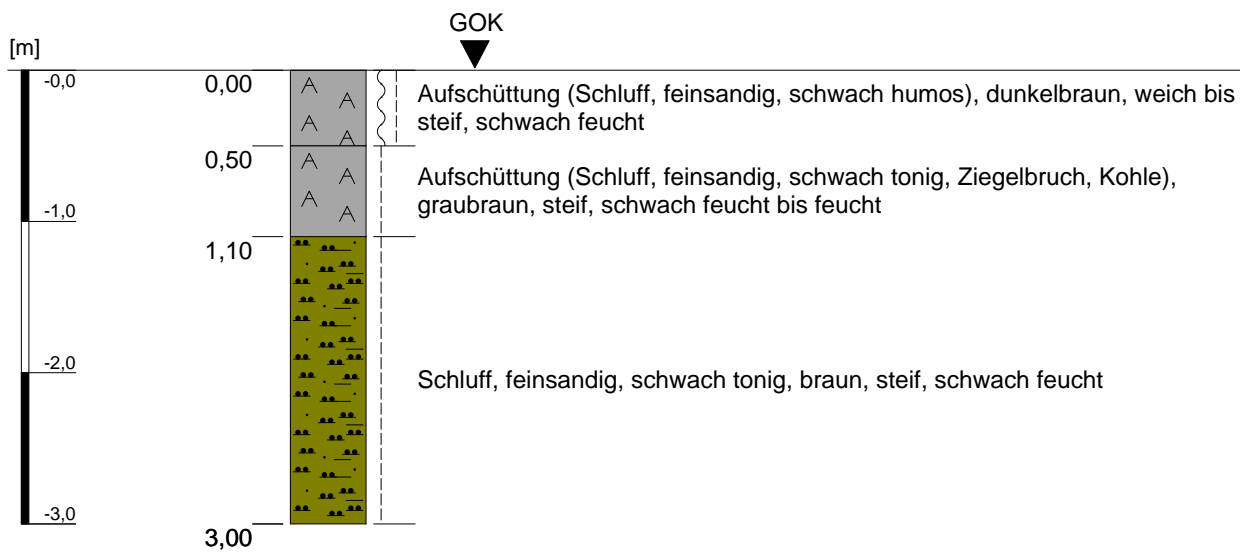 GOK
[m]
-0,0
0,00
Aufschüttung (Schluff, feinsandig, schwach humos), dunkelbraun, weich bis
steif, schwach feucht
0,50
Aufschüttung (Schluff, feinsandig, schwach tonig, Ziegelbruch, Kohle),
graubraun, steif, schwach feucht bis feucht
-1,0
1,10
-2,0
Schluff, feinsandig, schwach tonig, braun, steif, schwach feucht
-3,0
3,00